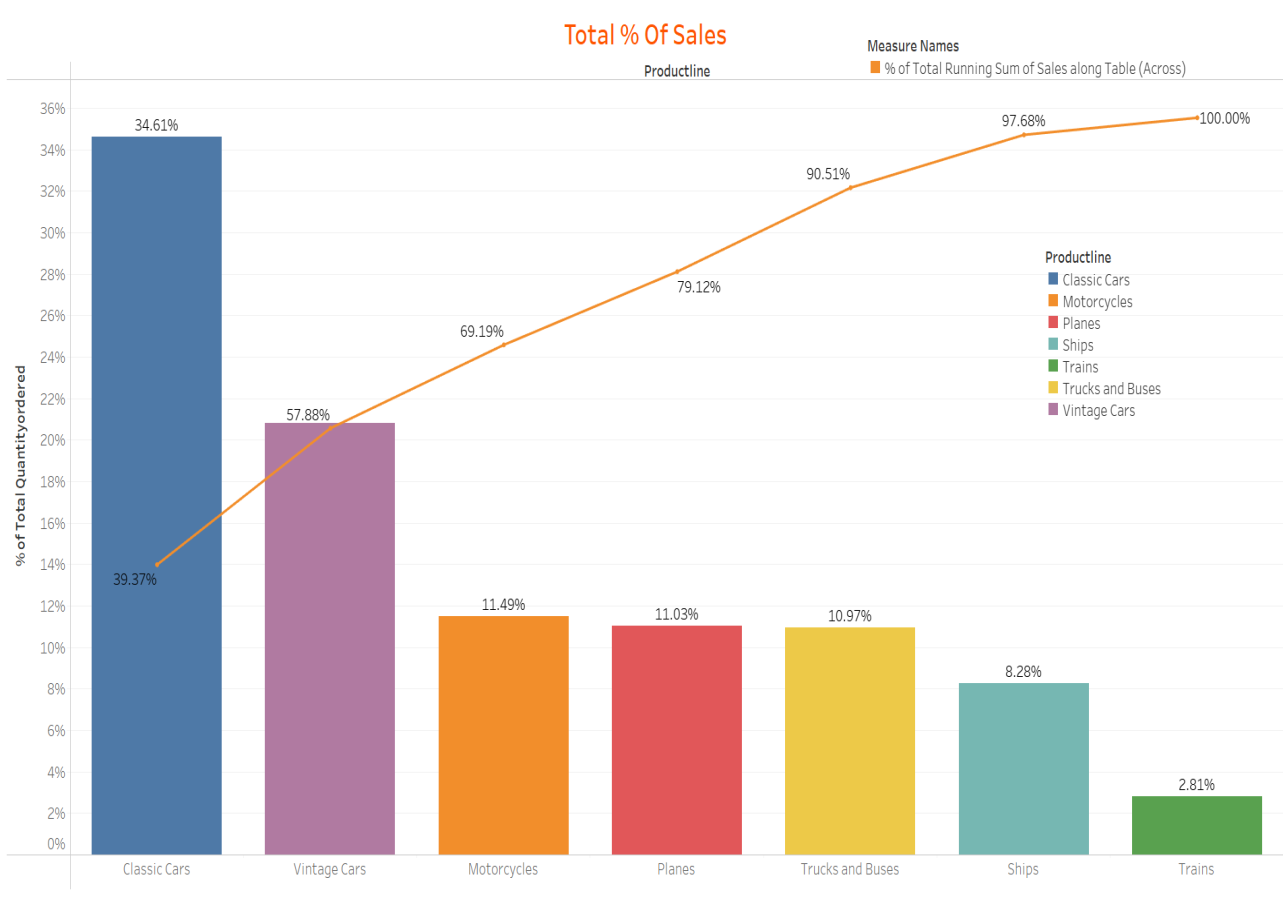 Total % Of Sales
Measure Names
Productline
% of Total Running Sum of Sales along Table (Across)
36%
34%
32%
30%
28%
26%
24%
22%
20%
18%
16%
14%
12%
10%
8%
6%
4%
2%
0%
% of Total Quantityordered
34.61%
39.37%
57.88%
69.19%
79.12%
90.51%
97.68%
100.00%
11.49%
11.03%
10.97%
8.28%
2.81%
Productline
Classic Cars
Motorcycles
Planes
Ships
Trains
Trucks and Buses
Vintage Cars
Classic Cars
Vintage Cars
Motorcycles
Planes
Trucks and Buses
Ships
Trains